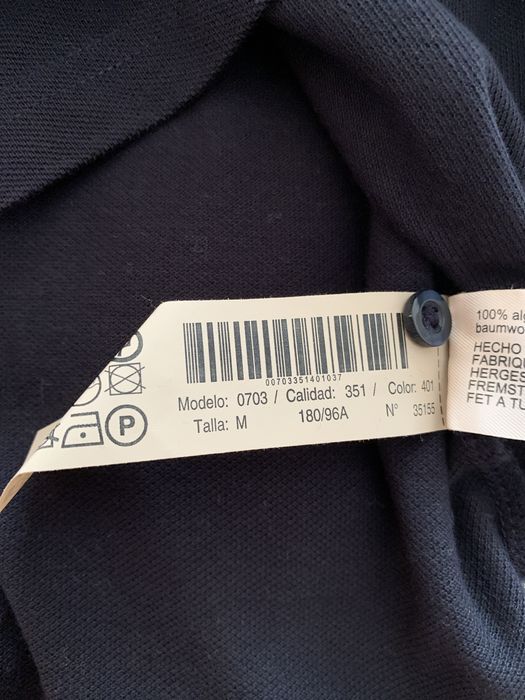 00703351401037
Modelo: 0703 / Calidad: 351 / Color: 401
Talla: M 180/96A N° 35155
P
100% alg
baumwo
HECHO
FABRIQU
HERGES
FREMST
FET A TU